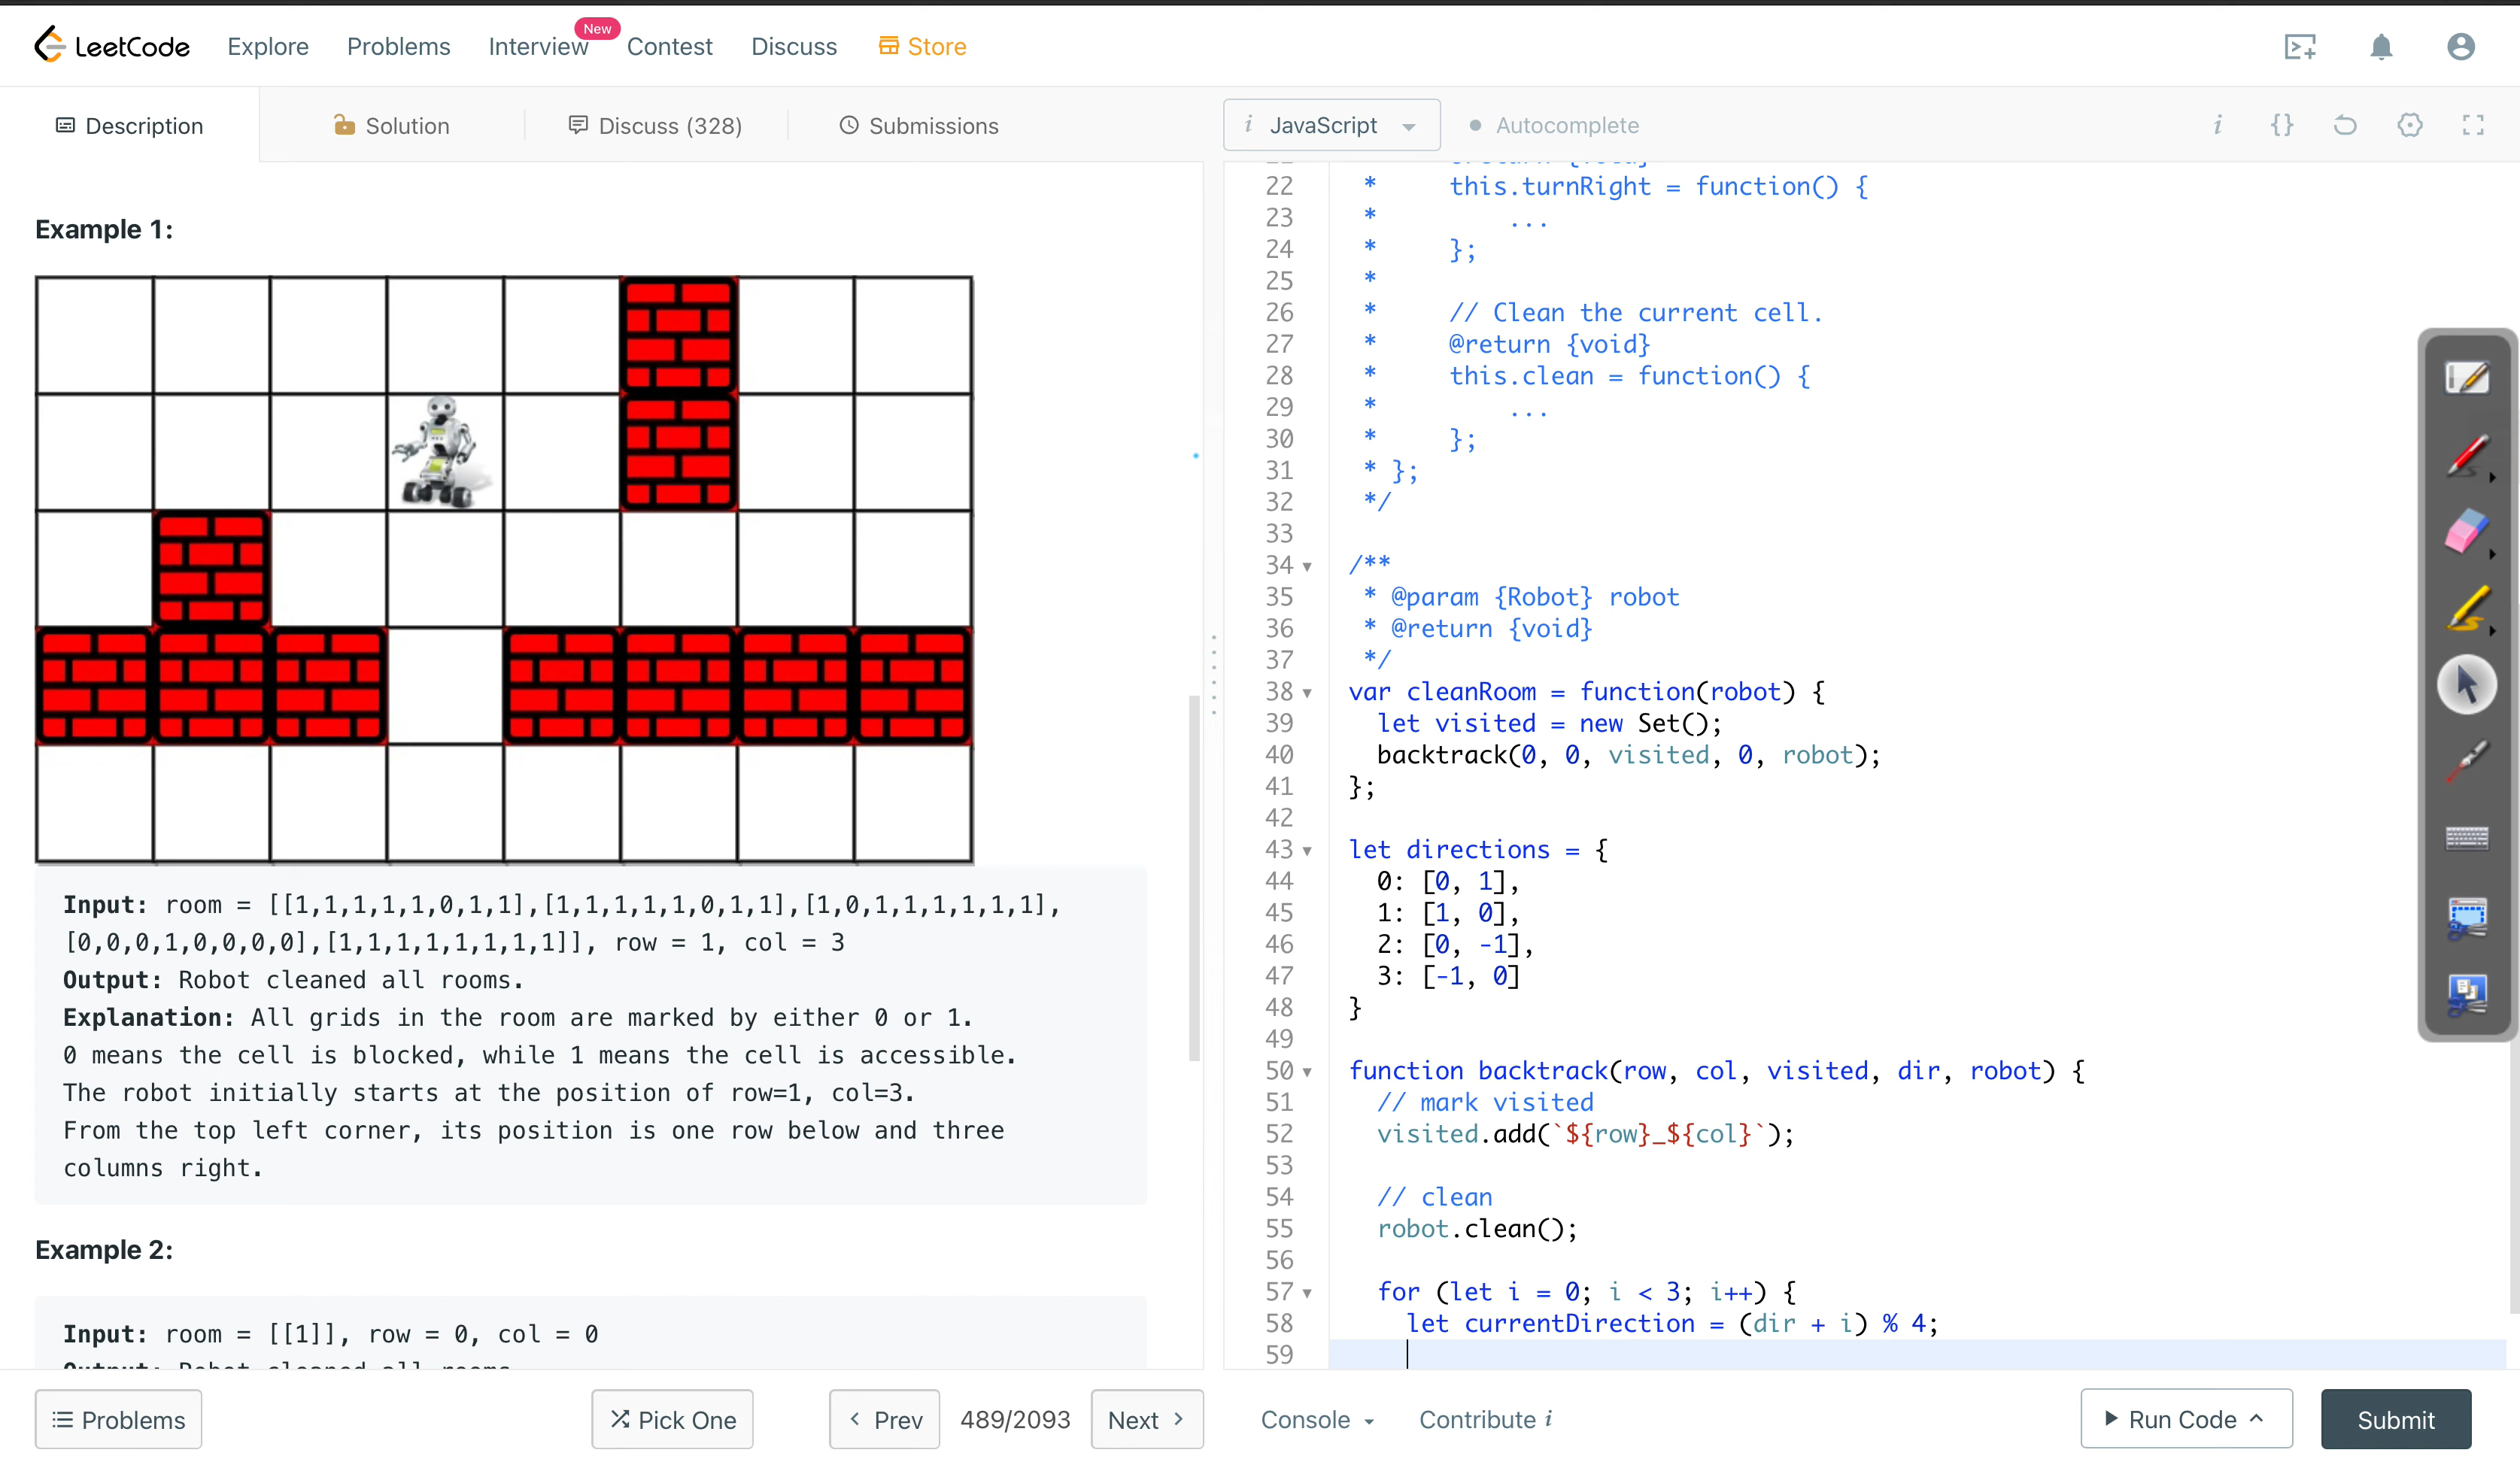 LeetCode Explore Problems Interview New Contest Discuss Store
Description Solution Discuss (328) Submissions
Example 1:
Input: room = [[1,1,1,1,1,0,1,1],[1,1,1,1,1,0,1,1],[1,0,1,1,1,1,1,1],
[0,0,0,1,0,0,0,0],[1,1,1,1,1,1,1,1]], row = 1, col = 3
Output: Robot cleaned all rooms.
Explanation: All grids in the room are marked by either 0 or 1.
0 means the cell is blocked, while 1 means the cell is accessible.
The robot initially starts at the position of row=1, col=3.
From the top left corner, its position is one row below and three
columns right.
Example 2:
Input: room = [[1]], row = 0, col = 0
Output: Robot cleaned all rooms.
Problems Pick One < Prev 489/2093 Next >
i JavaScript Autocomplete i {}
22 * this.turnRight = function() {
23 * ...
24 * };
25 *
26 * // Clean the current cell.
27 * @return {void}
28 * this.clean = function() {
29 * ...
30 * };
31 * };
32 */
33
34 /**
35 * @param {Robot} robot
36 * @return {void}
37 */
38 var cleanRoom = function(robot) {
39 let visited = new Set();
40 backtrack(0, 0, visited, 0, robot);
41 };
42
43 let directions = {
44 0: [0, 1],
45 1: [1, 0],
46 2: [0, -1],
47 3: [-1, 0]
48 }
49
50 function backtrack(row, col, visited, dir, robot) {
51 // mark visited
52 visited.add(`${row}_${col}`);
53
54 // clean
55 robot.clean();
56
57 for (let i = 0; i < 3; i++) {
58 let currentDirection = (dir + i) % 4;
59
Console Contribute i Run Code Submit